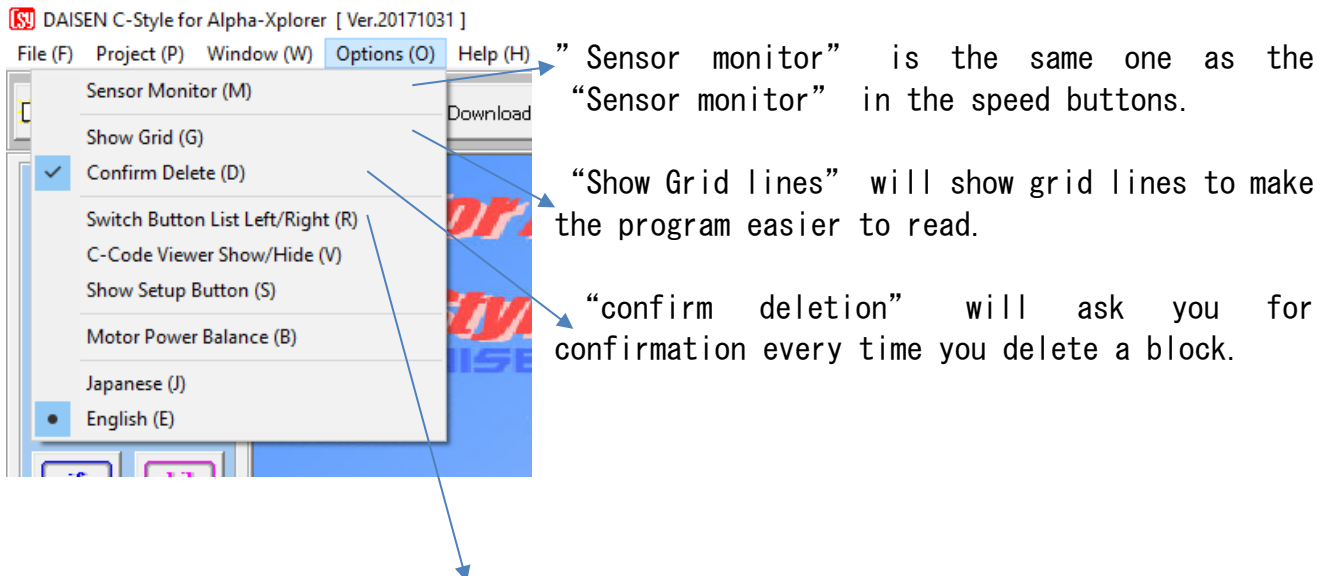 DAISEN C-Style for Alpha-Xplorer [ Ver.20171031 ]
File (F) Project (P) Window (W) Options (O) Help (H)
Sensor Monitor (M)
Show Grid (G)
Confirm Delete (D)
Switch Button List Left/Right (R)
C-Code Viewer Show/Hide (V)
Show Setup Button (S)
Motor Power Balance (B)
Japanese (J)
English (E)
Download
” Sensor monitor” is the same one as the
“Sensor monitor” in the speed buttons.
“Show Grid lines” will show grid lines to make
the program easier to read.
“confirm deletion” will ask you for
confirmation every time you delete a block.